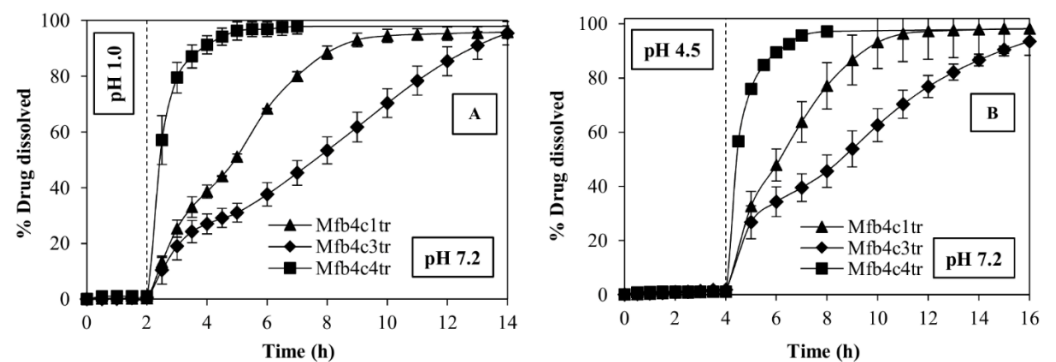 100
80
60
40
20
0
% Drug dissolved
pH 1.0
A
Mfb4c1tr
Mfb4c3tr
Mfb4c4tr
pH 7.2
0 2 4 6 8 10 12 14
Time (h)
100
80
60
40
20
0
% Drug dissolved
pH 4.5
B
Mfb4c1tr
Mfb4c3tr
Mfb4c4tr
pH 7.2
0 2 4 6 8 10 12 14 16
Time (h)